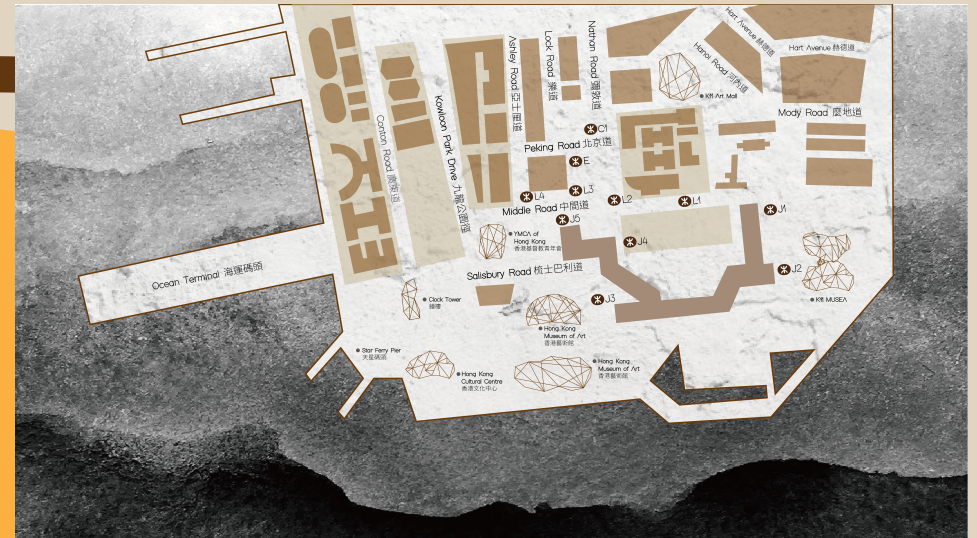 Hart Avenue 赫德道
Hart Avenue 赫德道
Hanoi Road 河內道
Nathan Road 彌敦道
Lock Road 樂道
Ashley Road 亞士厘道
K11 Art Mall
Kowloon Park Drive 九龍公園徑
Canton Road 廣東道
Mody Road 麼地道
C1
Peking Road 北京道
E
L3
L4
L2
L1
Middle Road 中間道
J1
J5
YMCA of
Hong Kong
香港基督教青年會
J4
Salisbury Road 梳士巴利道
J2
Ocean Terminal 海運碼頭
Clock Tower
鐘樓
J3
K11 MUSEA
Hong Kong
Museum of Art
香港藝術館
Star Ferry Pier
天星碼頭
Hong Kong
Cultural Centre
香港文化中心
Hong Kong
Museum of Art
香港藝術館